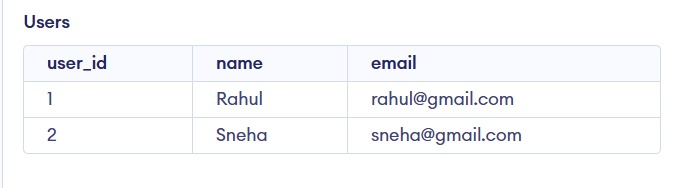 Users
user_id name email
1 Rahul rahul@gmail.com
2 Sneha sneha@gmail.com